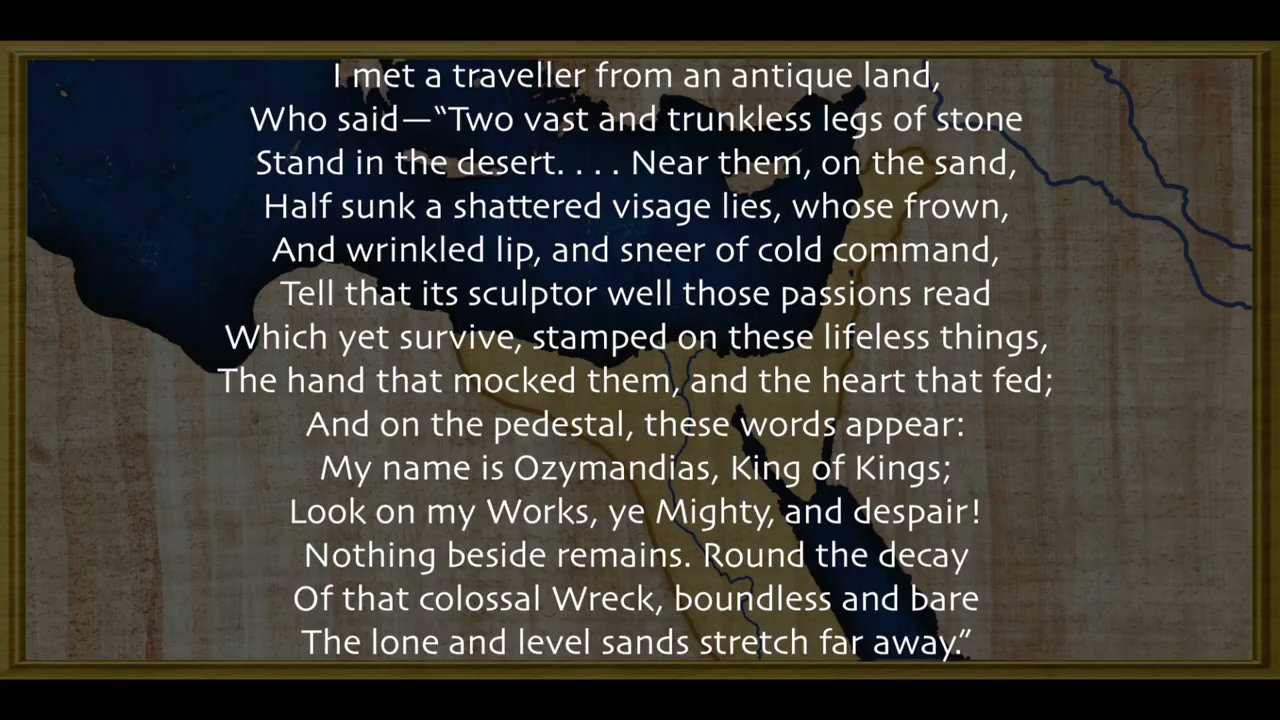 I met a traveller from an antique land,
Who said—“Two vast and trunkless legs of stone
Stand in the desert. . . . Near them, on the sand,
Half sunk a shattered visage lies, whose frown,
And wrinkled lip, and sneer of cold command,
Tell that its sculptor well those passions read
Which yet survive, stamped on these lifeless things,
The hand that mocked them, and the heart that fed;
And on the pedestal, these words appear:
My name is Ozymandias, King of Kings;
Look on my Works, ye Mighty, and despair!
Nothing beside remains. Round the decay
Of that colossal Wreck, boundless and bare
The lone and level sands stretch far away.”